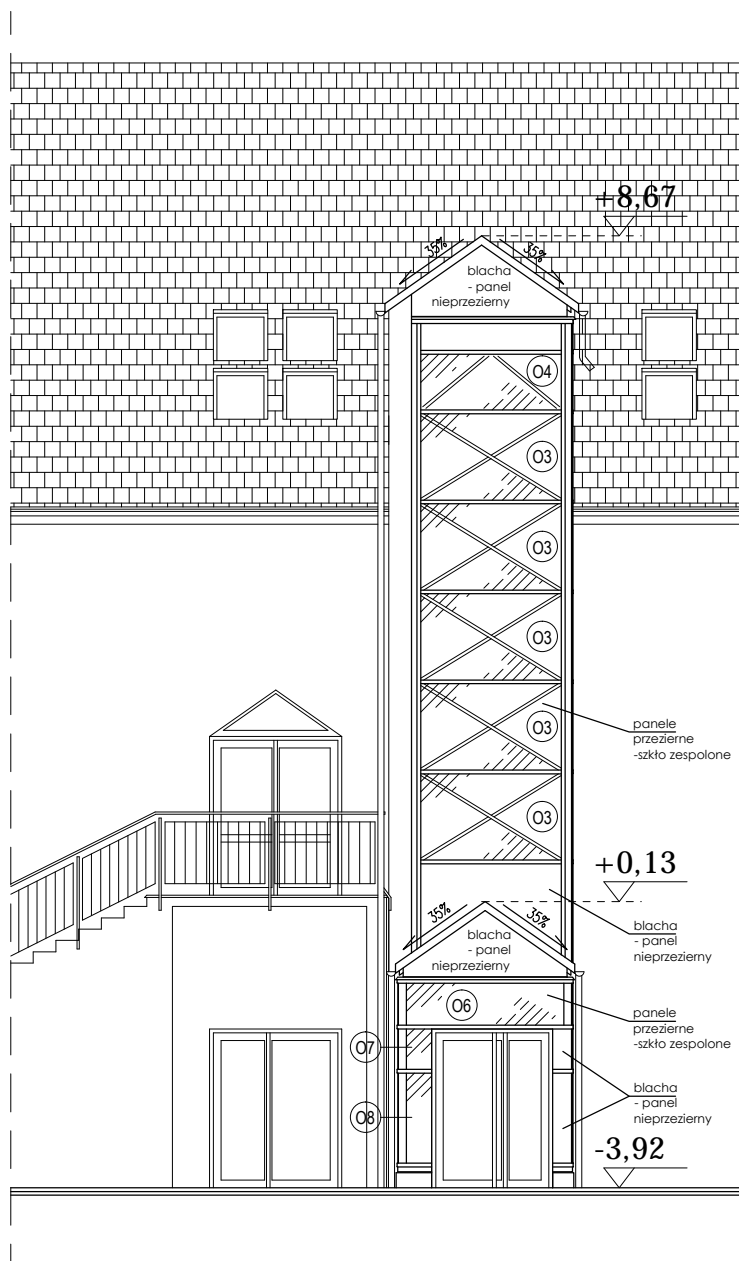 +8,67
35%
35%
blacha
- panel
nieprzezierny
O4
O3
O3
O3
O3
panele
przezierne
-szkło zespolone
O3
+0,13
35%
35%
blacha
- panel
nieprzezierny
blacha
- panel
nieprzezierny
O6
panele
przezierne
-szkło zespolone
O7
blacha
- panel
nieprzezierny
O8
-3,92